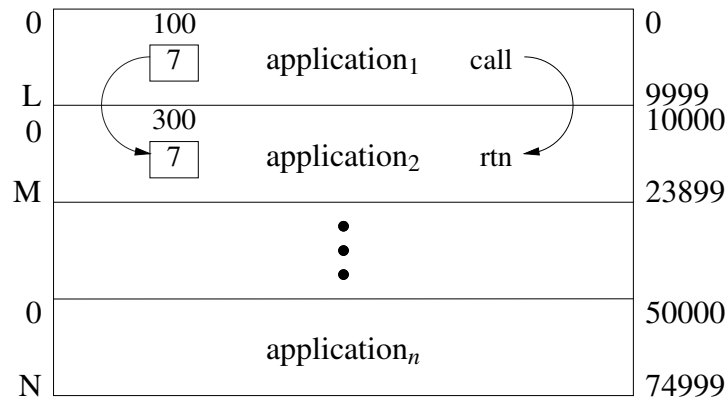 0 100 0
7 application₁ call
L 9999
0 300 10000
7 application₂ rtn
M 23899
0 50000
applicationₙ
N 74999